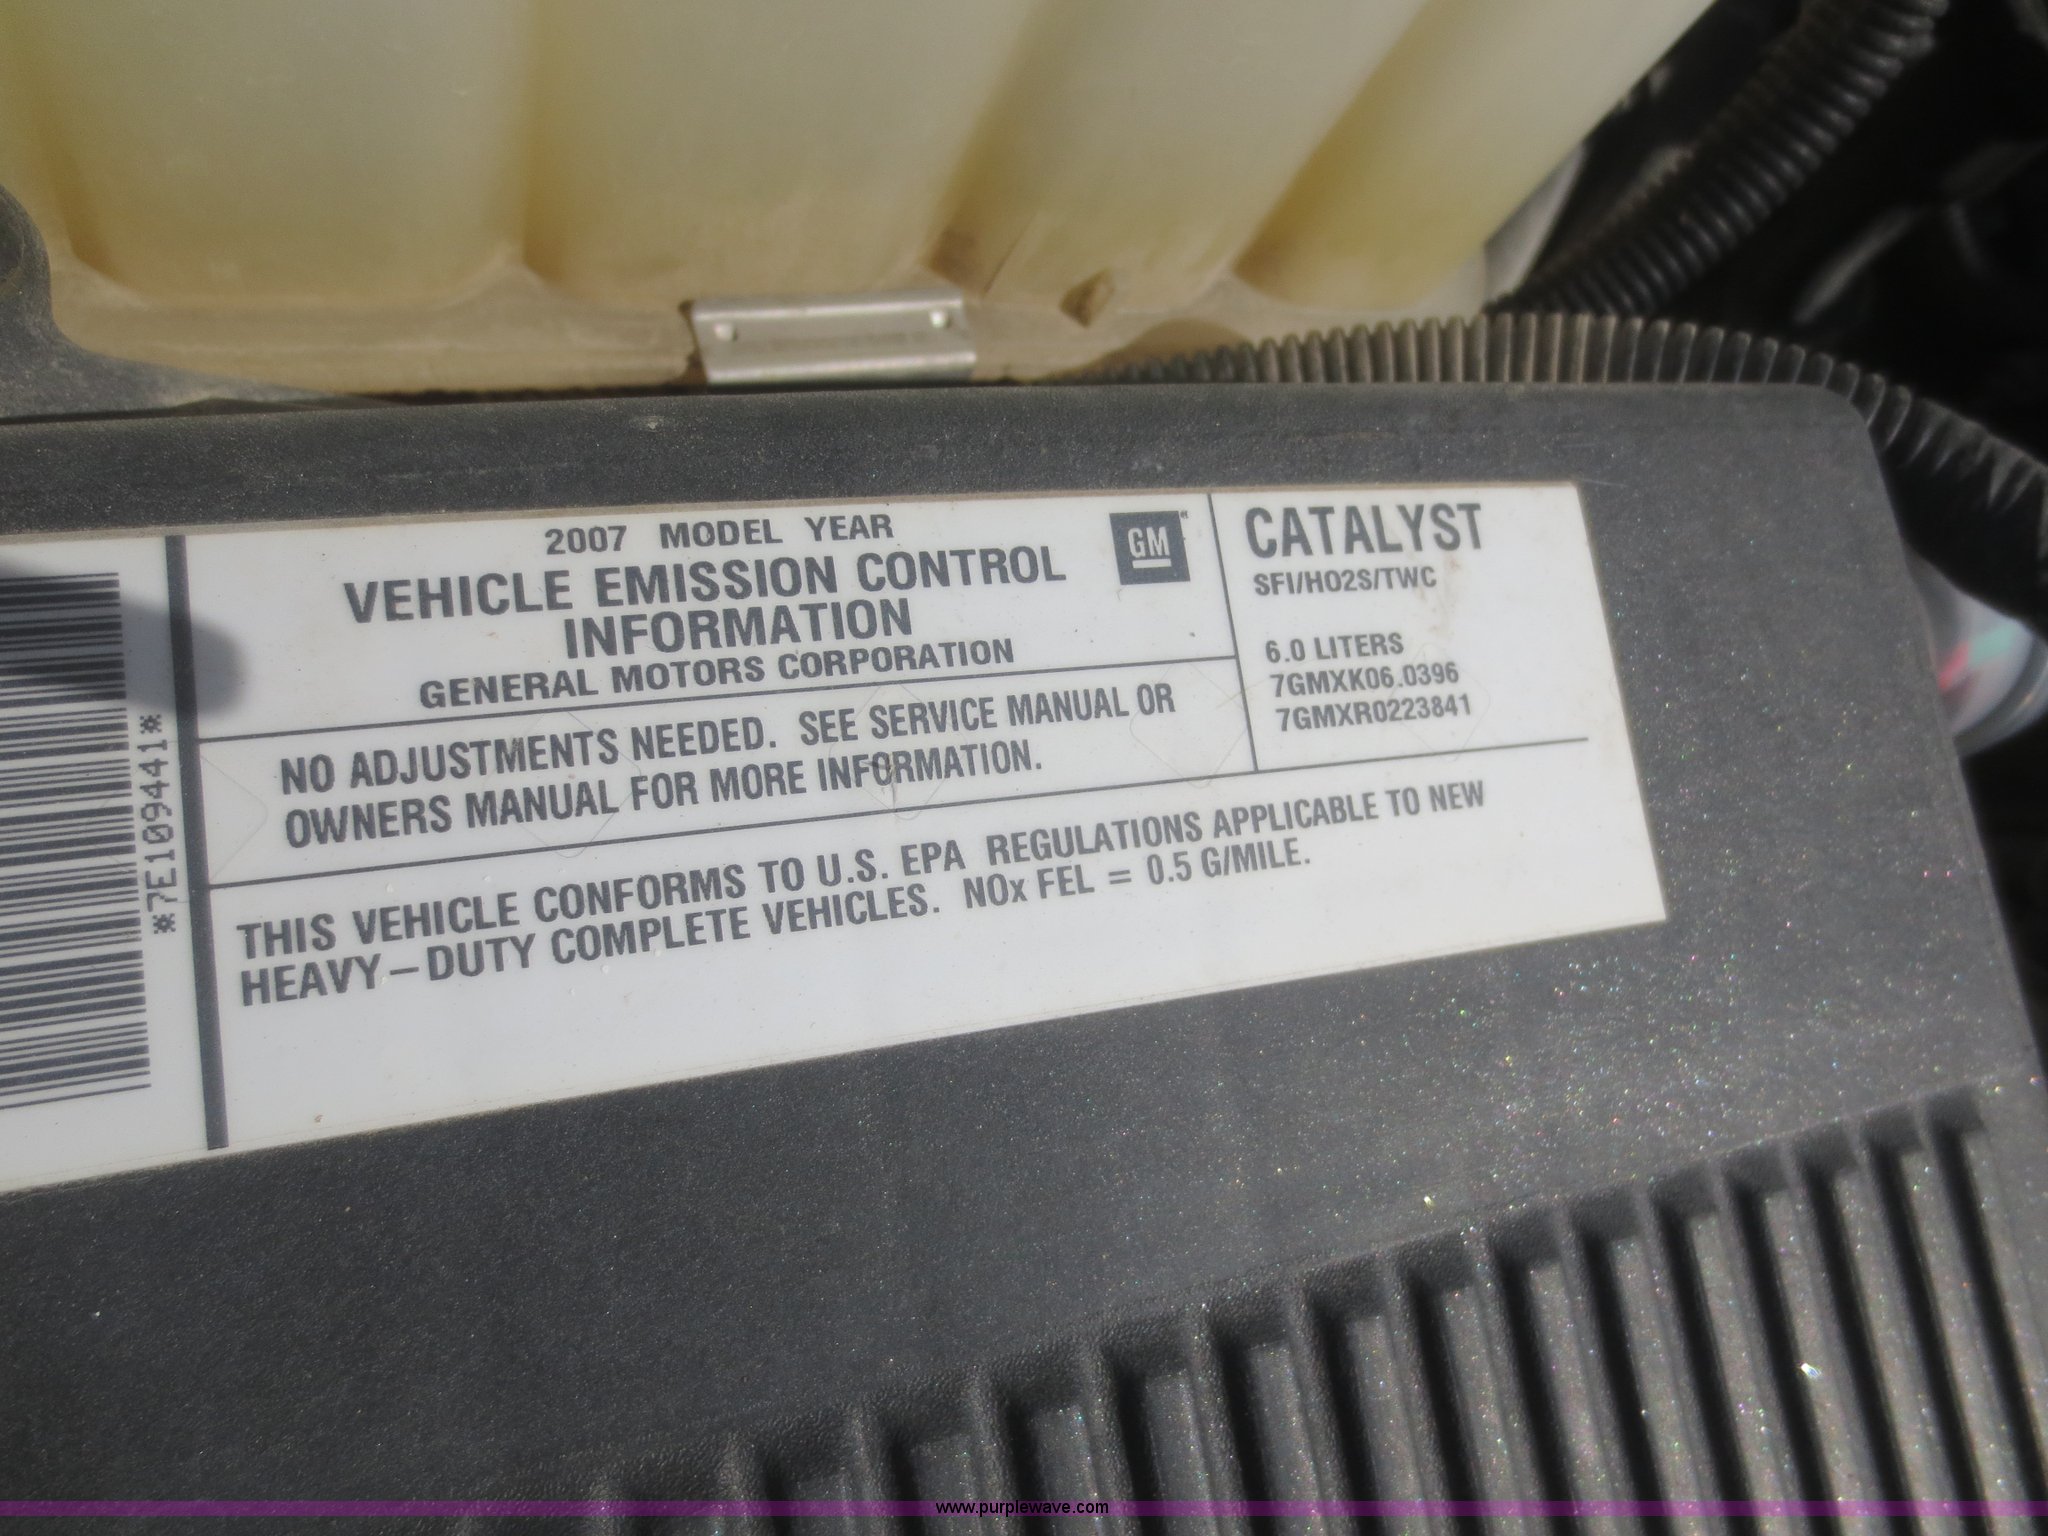 2007 MODEL YEAR
VEHICLE EMISSION CONTROL
INFORMATION
GENERAL MOTORS CORPORATION
GM
CATALYST
SFI/HO2S/TWC
6.0 LITERS
7GMXK06.0396
7GMXR0223841
NO ADJUSTMENTS NEEDED. SEE SERVICE MANUAL OR
OWNERS MANUAL FOR MORE INFORMATION.
THIS VEHICLE CONFORMS TO U.S. EPA REGULATIONS APPLICABLE TO NEW
HEAVY-DUTY COMPLETE VEHICLES. NOx FEL = 0.5 G/MILE.
*7E109441*
www.purplewave.com